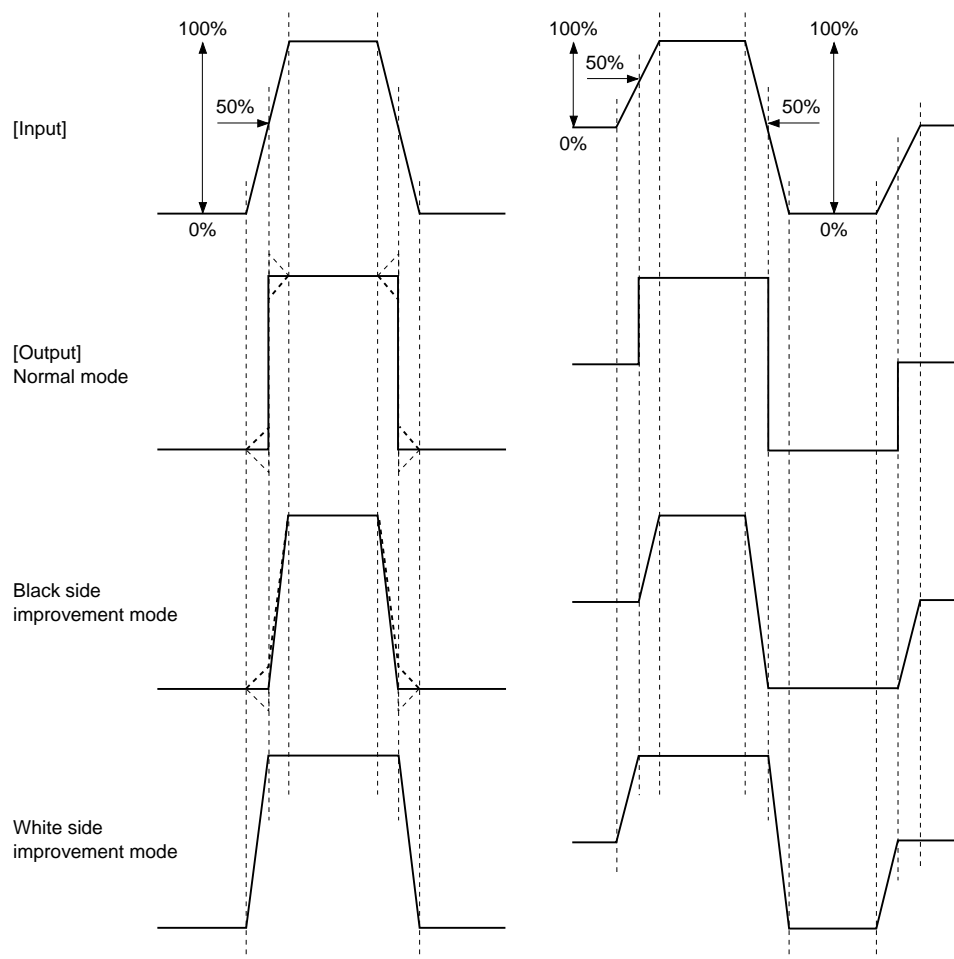 100%
50%
[Input]
0%
100%
50%
0%
100%
50%
0%
[Output]
Normal mode
Black side
improvement mode
White side
improvement mode